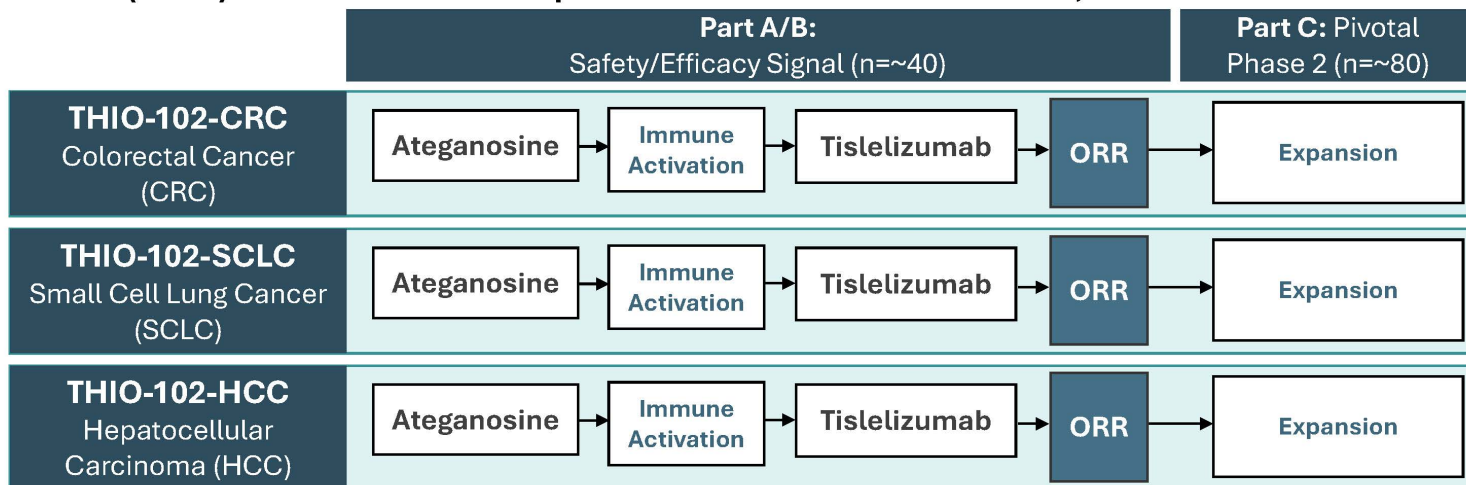 Part A/B:
Safety/Efficacy Signal (n=~40)
Part C: Pivotal
Phase 2 (n=~80)
THIO-102-CRC
Colorectal Cancer
(CRC)
Ateganosine
Immune
Activation
Tislelizumab
ORR
Expansion
THIO-102-SCLC
Small Cell Lung Cancer
(SCLC)
Ateganosine
Immune
Activation
Tislelizumab
ORR
Expansion
THIO-102-HCC
Hepatocellular
Carcinoma (HCC)
Ateganosine
Immune
Activation
Tislelizumab
ORR
Expansion